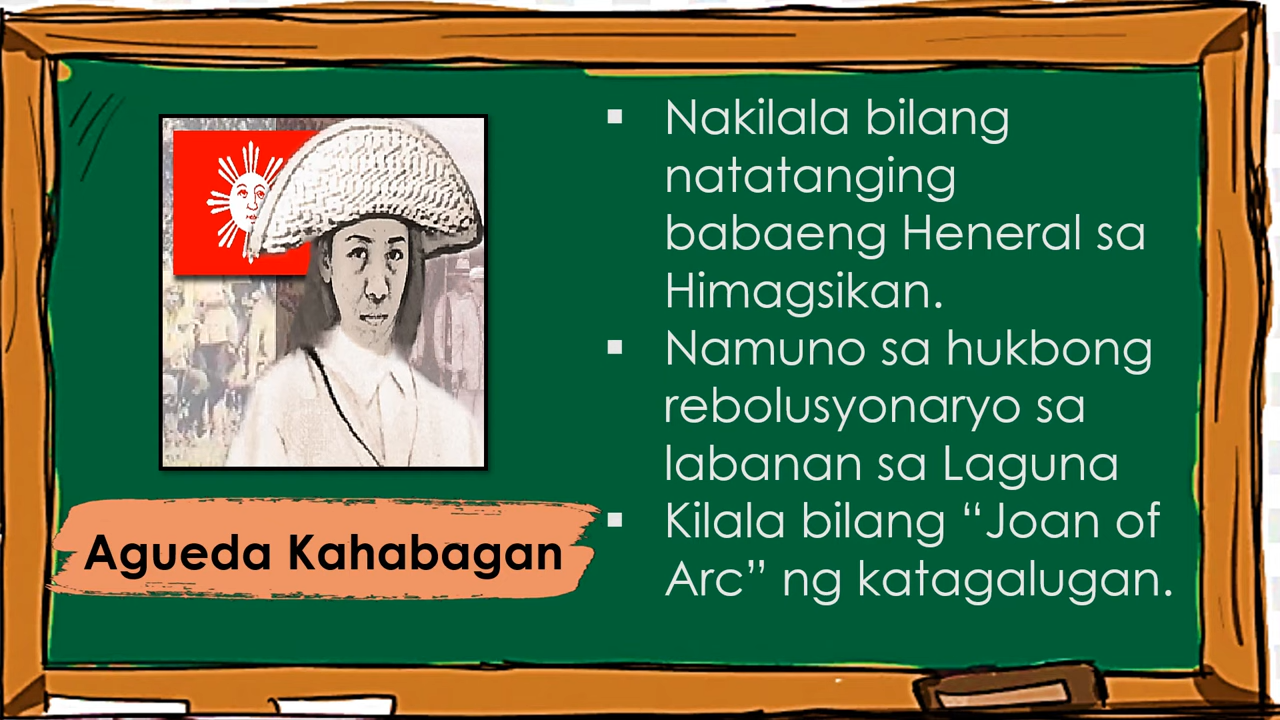 ▪ Nakilala bilang
natatanging
babaeng Heneral sa
Himagsikan.
▪ Namuno sa hukbong
rebolusyonaryo sa
labanan sa Laguna
▪ Kilala bilang “Joan of
Arc” ng katagalugan.
Agueda Kahabagan